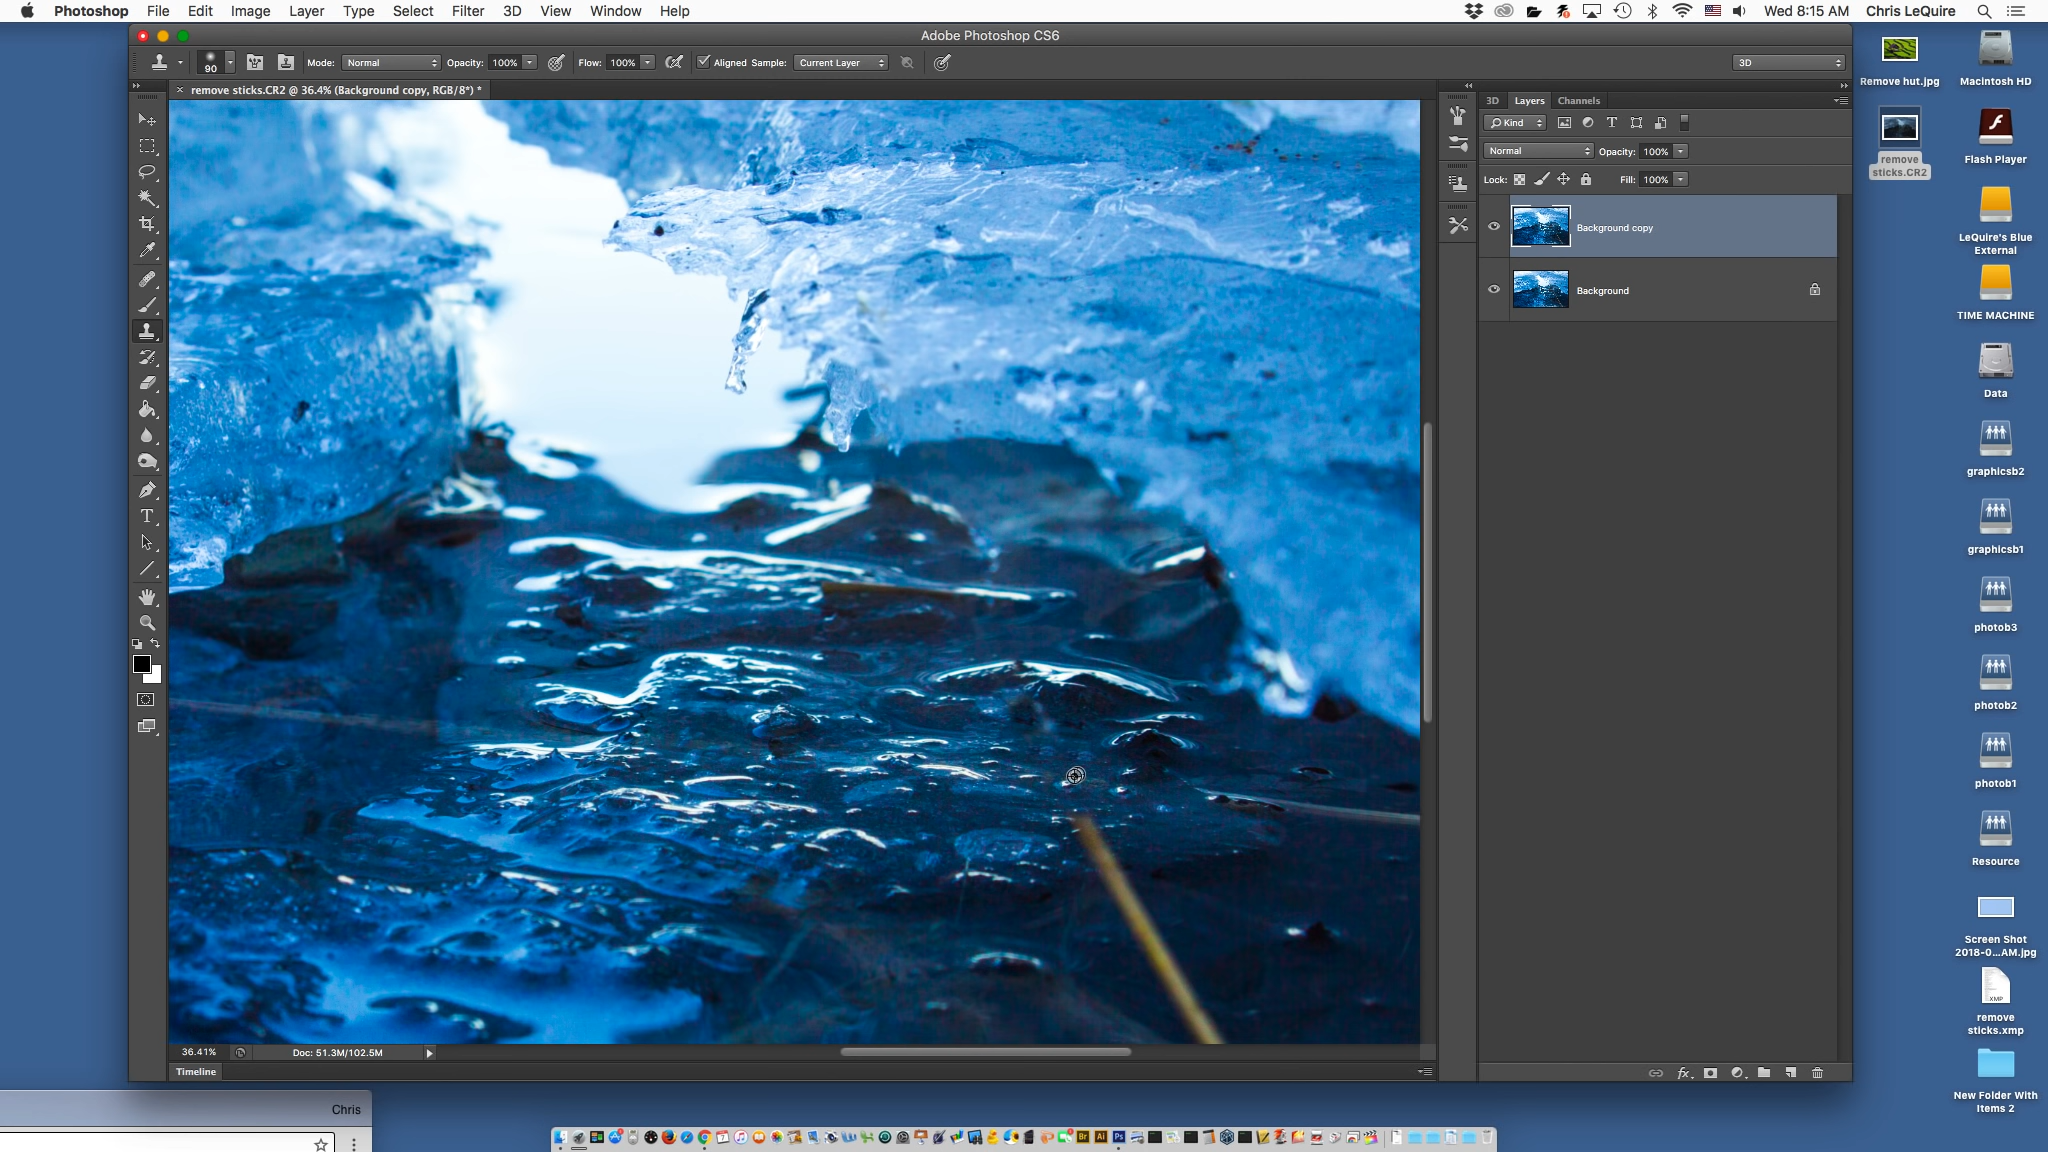 Photoshop File Edit Image Layer Type Select Filter 3D View Window Help
Wed 8:15 AM Chris LeQuire
Adobe Photoshop CS6
90 Mode: Normal Opacity: 100% Flow: 100% Aligned Sample: Current Layer 3D
remove sticks.CR2 @ 36.4% (Background copy, RGB/8*) *
3D Layers Channels
Kind
Normal Opacity: 100%
Lock: Fill: 100%
Background copy
Background
36.41% Doc: 51.3M/102.5M
Timeline
Remove hut.jpg
remove
sticks.CR2
Macintosh HD
Flash Player
LeQuire's Blue
External
TIME MACHINE
Data
graphicsb2
graphicsb1
photob3
photob2
photob1
Resource
Screen Shot
2018-0...AM.jpg
XMP
remove
sticks.xmp
New Folder With
Items 2
Chris
Br Ai Ps